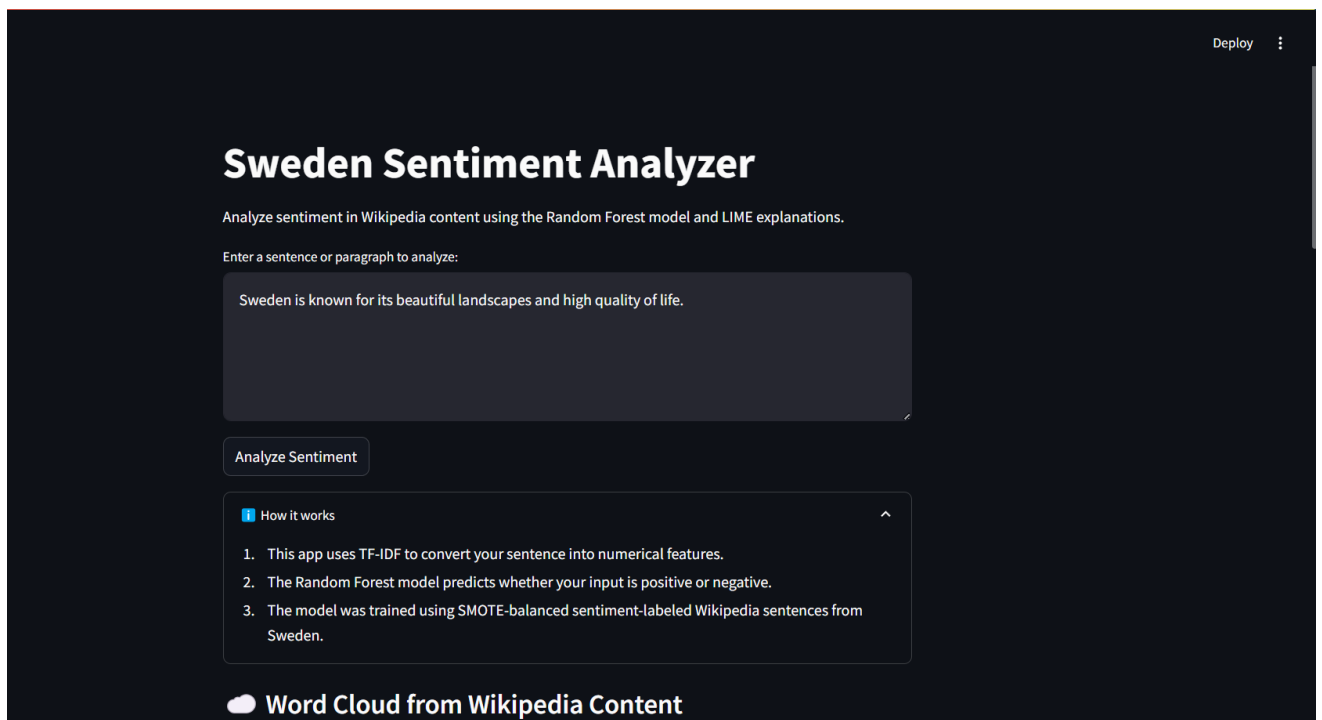 Deploy
Sweden Sentiment Analyzer
Analyze sentiment in Wikipedia content using the Random Forest model and LIME explanations.
Enter a sentence or paragraph to analyze:
Sweden is known for its beautiful landscapes and high quality of life.
Analyze Sentiment
How it works
1. This app uses TF-IDF to convert your sentence into numerical features.
2. The Random Forest model predicts whether your input is positive or negative.
3. The model was trained using SMOTE-balanced sentiment-labeled Wikipedia sentences from
Sweden.
Word Cloud from Wikipedia Content